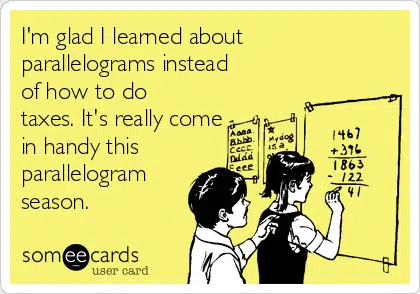 I'm glad I learned about
parallelograms instead
of how to do
taxes. It's really come
in handy this
parallelogram
season.
Aaaa
Bbbb
Cccc
Dddd
Eeee
My dog
is a
1467
+396
1863
- 122
41
someecards
user card